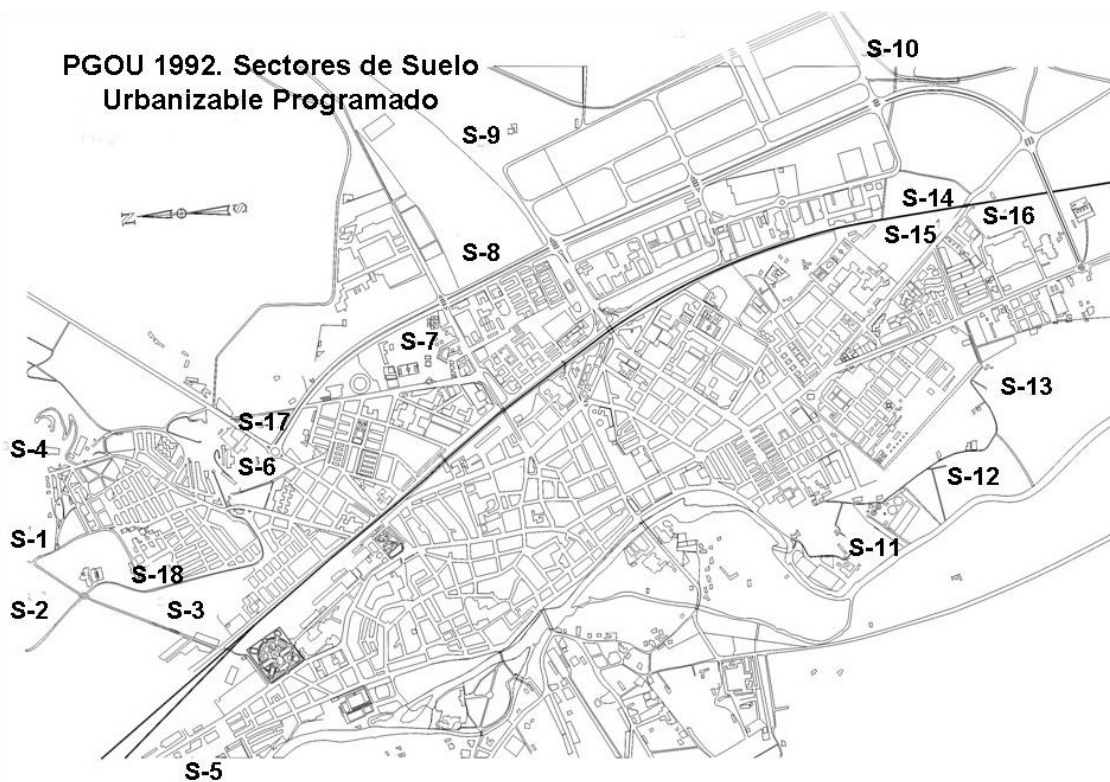 PGOU 1992. Sectores de Suelo
Urbanizable Programado
S-10
S-9
S-14
N S
S-16
S-15
S-8
S-7
S-13
S-17
S-4
S-6
S-12
S-1
S-11
S-18
S-2
S-3
S-5